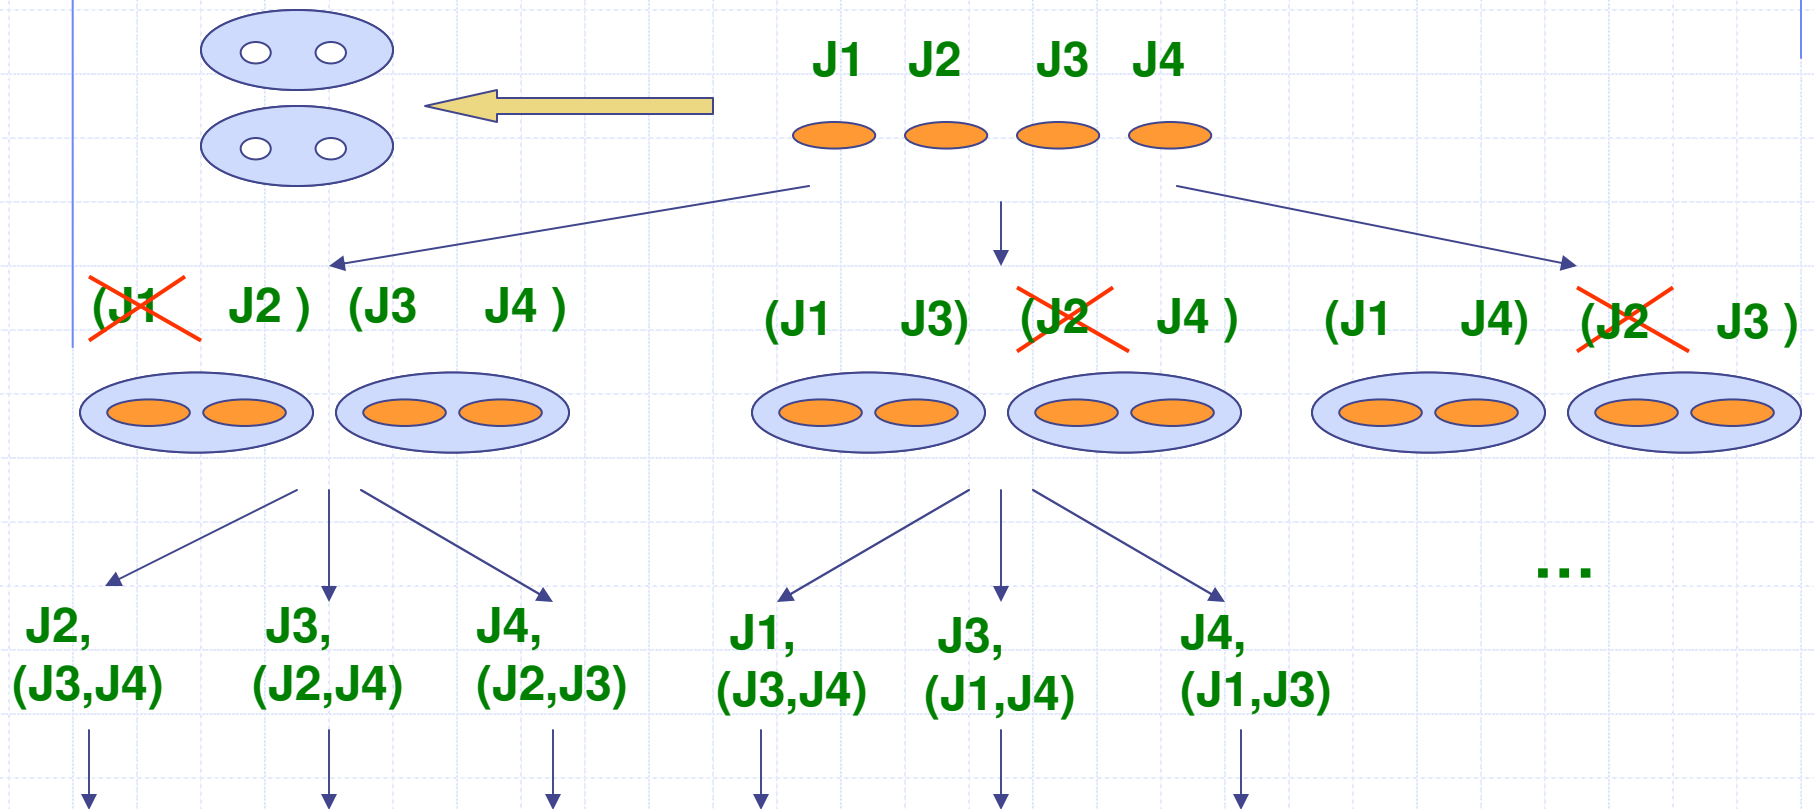 J1 J2 J3 J4
(J1 J2 ) (J3 J4 )
(J1 J3) (J2 J4 )
(J1 J4) (J2 J3 )
...
J2,
(J3,J4)
J3,
(J2,J4)
J4,
(J2,J3)
J1,
(J3,J4)
J3,
(J1,J4)
J4,
(J1,J3)